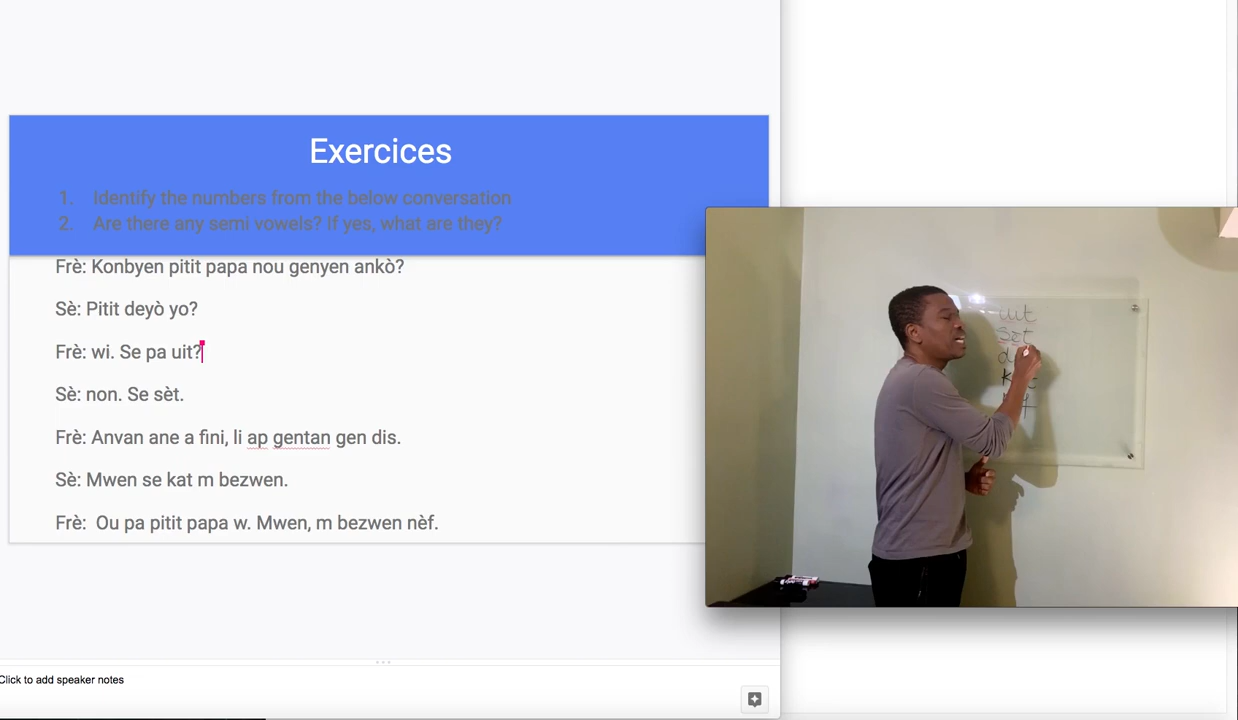 Exercices
1. Identify the numbers from the below conversation
2. Are there any semi vowels? If yes, what are they?
Frè: Konbyen pitit papa nou genyen ankò?
Sè: Pitit deyò yo?
Frè: wi. Se pa uit?
Sè: non. Se sèt.
Frè: Anvan ane a fini, li ap gentan gen dis.
Sè: Mwen se kat m bezwen.
Frè: Ou pa pitit papa w. Mwen, m bezwen nèf.
Click to add speaker notes
uit
sèt